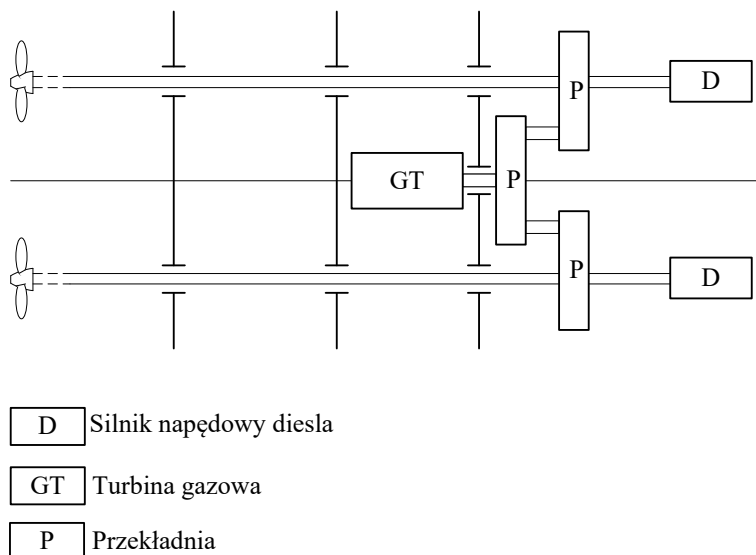 P
D
GT
P
P
D
D Silnik napędowy diesla
GT Turbina gazowa
P Przekładnia